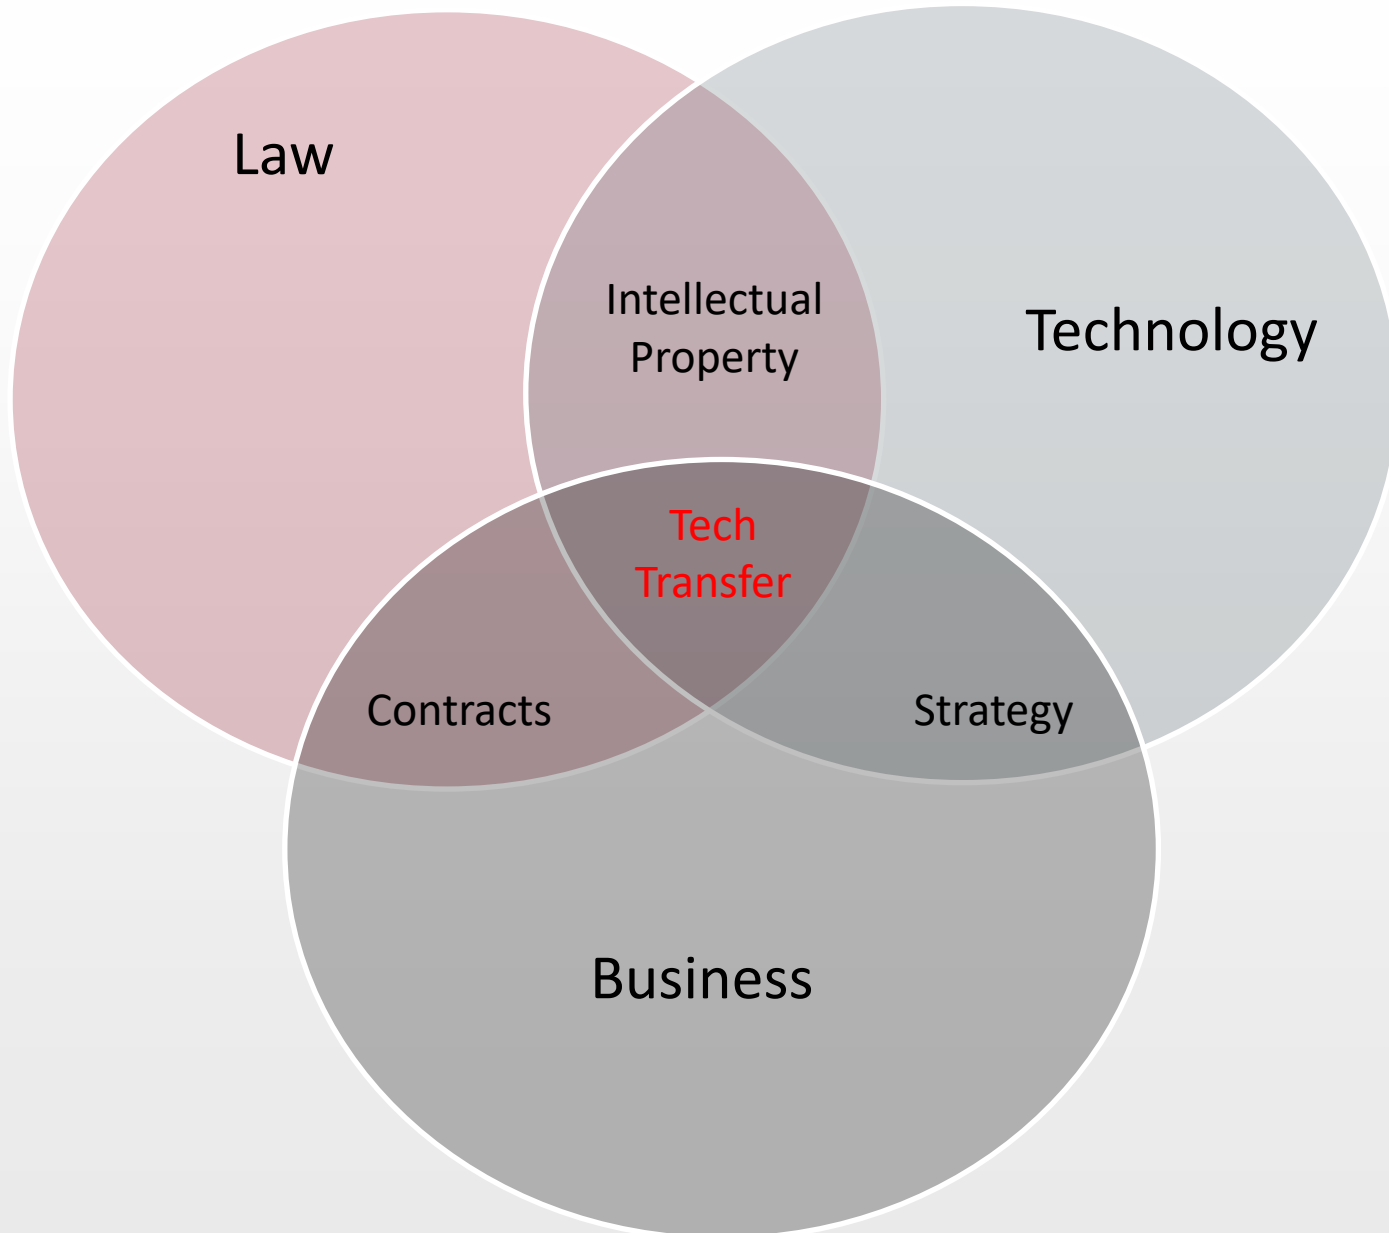 Law
Intellectual
Property
Technology
Tech
Transfer
Contracts
Strategy
Business